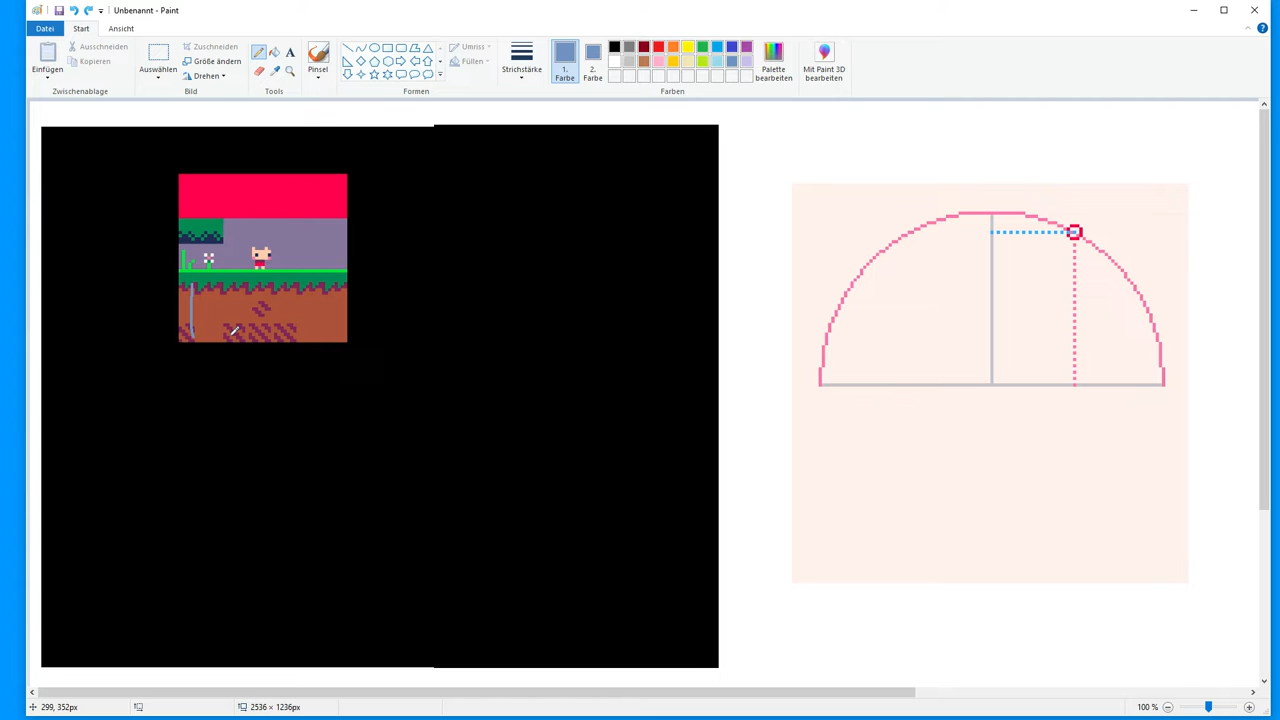 Unbenannt - Paint
Datei Start Ansicht
Einfügen
Ausschneiden
Kopieren
Zwischenablage
Auswählen
Zuschneiden
Größe ändern
Drehen
Bild
A
Tools
Pinsel
Umriss
Füllen
Formen
Strichstärke
1. Farbe
2. Farbe
Palette bearbeiten
Mit Paint 3D bearbeiten
Farben
299, 352px
2536 × 1236px
100 %